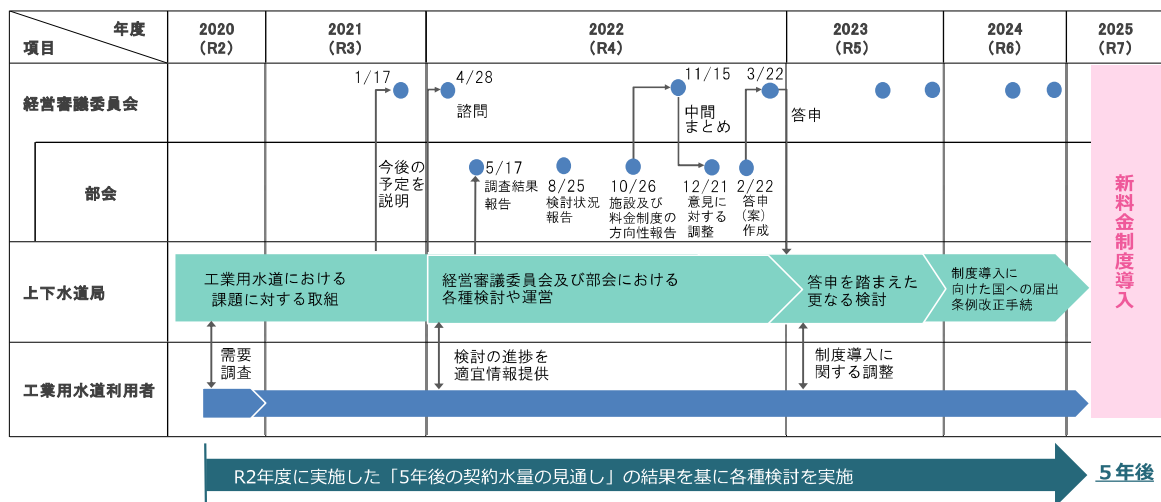 年度
項目
2020
(R2)
2021
(R3)
2022
(R4)
2023
(R5)
2024
(R6)
2025
(R7)
経営審議委員会
1/17
4/28
諮問
11/15
中間
まとめ
3/22
答申
今後の
予定を
説明
部会
5/17
調査結果
報告
8/25
検討状況
報告
10/26
施設及び
料金制度の
方向性報告
12/21
意見に
対する
調整
2/22
答申
(案)
作成
上下水道局
工業用水道における
課題に対する取組
経営審議委員会及び部会における
各種検討や運営
答申を踏まえた
更なる検討
制度導入に
向けた国への届出
条例改正手続
新料金制度導入
需要
調査
検討の進捗を
適宜情報提供
制度導入に
関する調整
工業用水道利用者
R2年度に実施した「5年後の契約水量の見通し」の結果を基に各種検討を実施
５年後